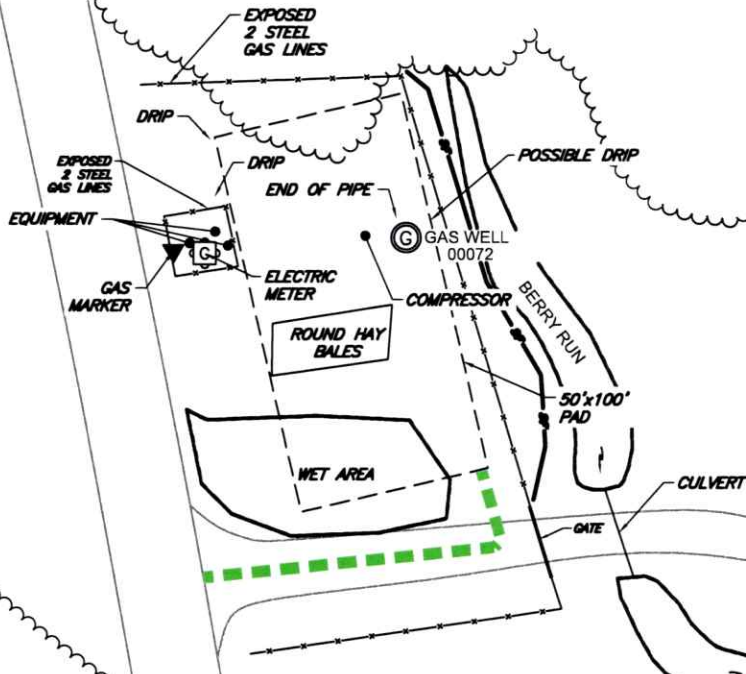 EXPOSED
2 STEEL
GAS LINES
DRIP
DRIP
EXPOSED
2 STEEL
GAS LINES
POSSIBLE DRIP
END OF PIPE
EQUIPMENT
G
GAS WELL
00072
G
GAS
MARKER
ELECTRIC
METER
COMPRESSOR
BERRY RUN
ROUND HAY
BALES
50'x100'
PAD
WET AREA
CULVERT
GATE